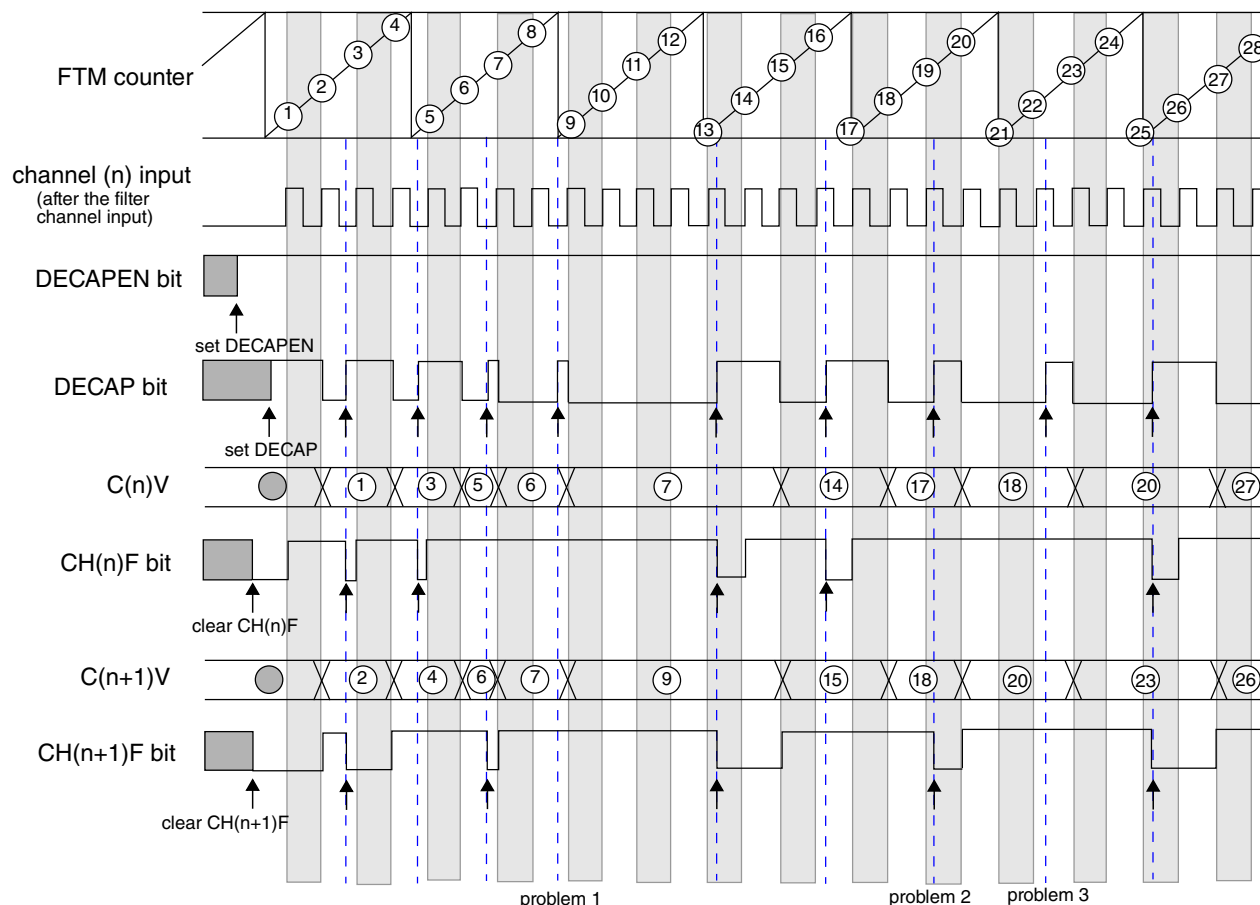 4 8 12 16 20 24 28
3 7 11 15 19 23 27
FTM counter
2 6 10 14 18 22 26
1 5 9 13 17 21 25
channel (n) input
(after the filter
channel input)
DECAPEN bit
set DECAPEN
DECAP bit
set DECAP
C(n)V 1 3 5 6 7 14 17 18 20 27
CH(n)F bit
clear CH(n)F
C(n+1)V 2 4 6 7 9 15 18 20 23 26
CH(n+1)F bit
clear CH(n+1)F
problem 1 problem 2 problem 3